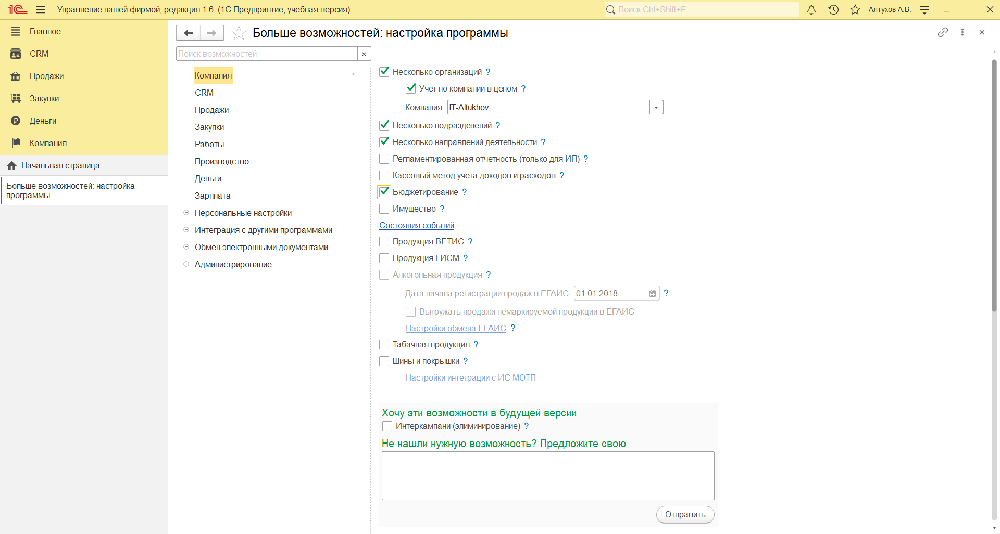 1С Управление нашей фирмой, редакция 1.6 (1С:Предприятие, учебная версия) Поиск Ctrl+Shift+F Алтухов А.В.
Главное
CRM
Продажи
Закупки
Деньги
Компания
Начальная страница
Больше возможностей: настройка
программы
Больше возможностей: настройка программы
Поиск возможностей
Компания
CRM
Продажи
Закупки
Работы
Производство
Деньги
Зарплата
Персональные настройки
Интеграция с другими программами
Обмен электронными документами
Администрирование
Несколько организаций ?
Учет по компании в целом ?
Компания: IT-Altukhov
Несколько подразделений ?
Несколько направлений деятельности ?
Регламентированная отчетность (только для ИП) ?
Кассовый метод учета доходов и расходов ?
Бюджетирование ?
Имущество ?
Состояния событий
Продукция ВЕТИС ?
Продукция ГИСМ ?
Алкогольная продукция ?
Дата начала регистрации продаж в ЕГАИС: 01.01.2018 ?
Выгружать продажи немаркируемой продукции в ЕГАИС
Настройки обмена ЕГАИС ?
Табачная продукция ?
Шины и покрышки ?
Настройки интеграции с ИС МОТП
Хочу эти возможности в будущей версии
Интеркампани (элиминирование) ?
Не нашли нужную возможность? Предложите свою
Отправить